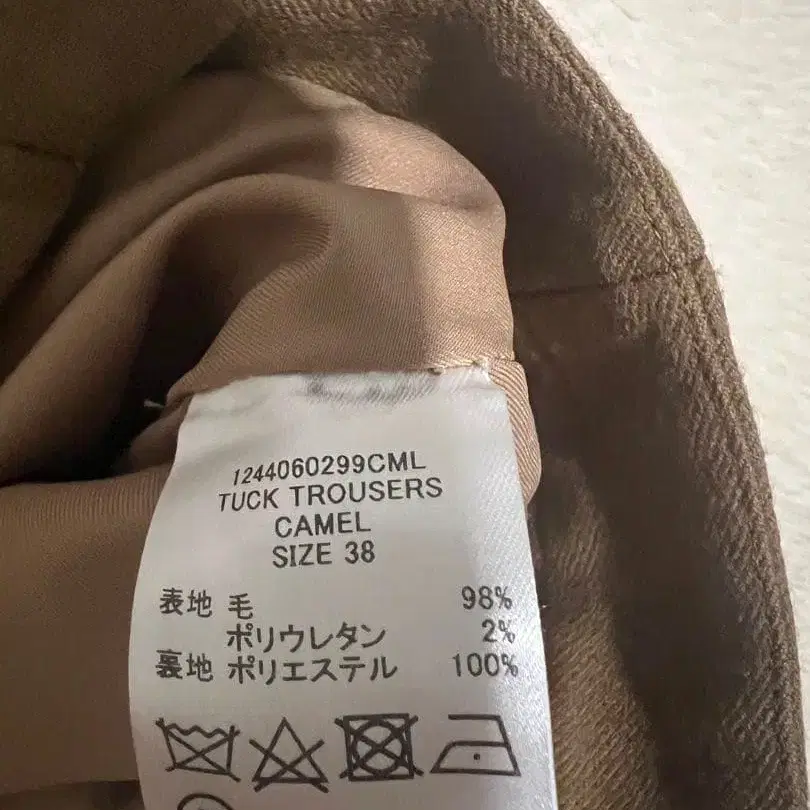 1244060299CML
TUCK TROUSERS
CAMEL
SIZE 38
表地 毛 98%
ポリウレタン 2%
裏地 ポリエステル 100%